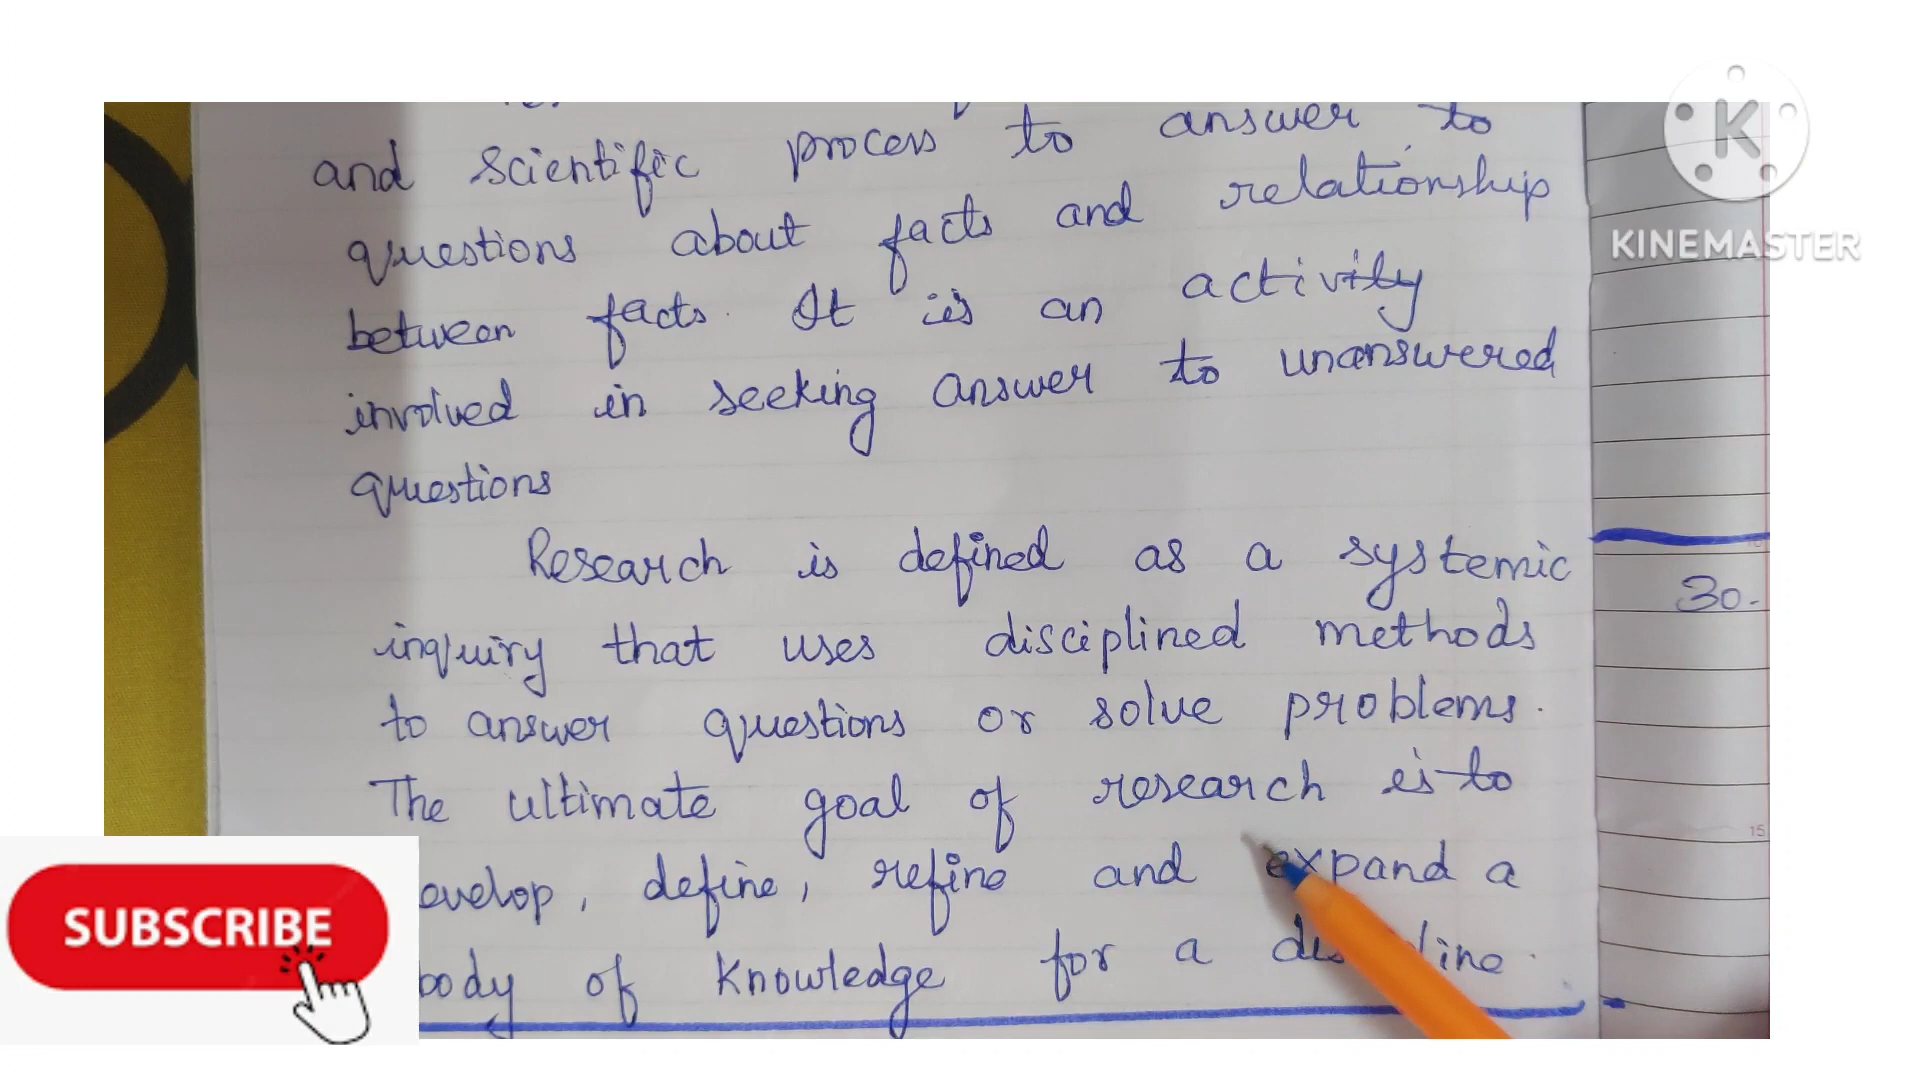 and scientific process to answer to
questions about facts and relationship
between facts. It is an activity
involved in seeking answer to unanswered
questions
Research is defined as a systemic
inquiry that uses disciplined methods
to answer questions or solve problems.
The ultimate goal of research is to
define, refine and expand a
body of knowledge for a
30.
15
K
KINEMASTER
SUBSCRIBE